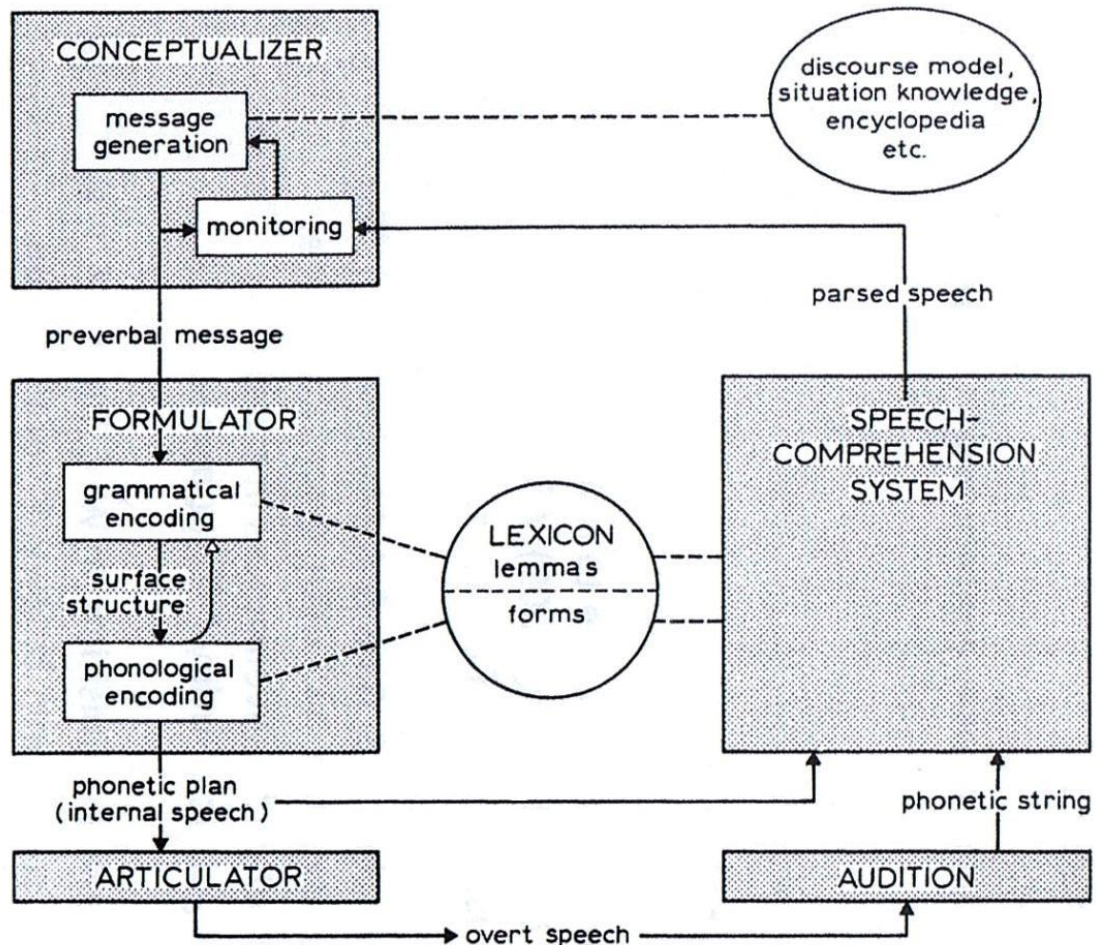 CONCEPTUALIZER
message
generation
monitoring
discourse model,
situation knowledge,
encyclopedia
etc.
parsed speech
preverbal message
FORMULATOR
grammatical
encoding
surface
structure
phonological
encoding
LEXICON
lemmas
forms
SPEECH-
COMPREHENSION
SYSTEM
phonetic plan
(internal speech)
phonetic string
ARTICULATOR
AUDITION
overt speech